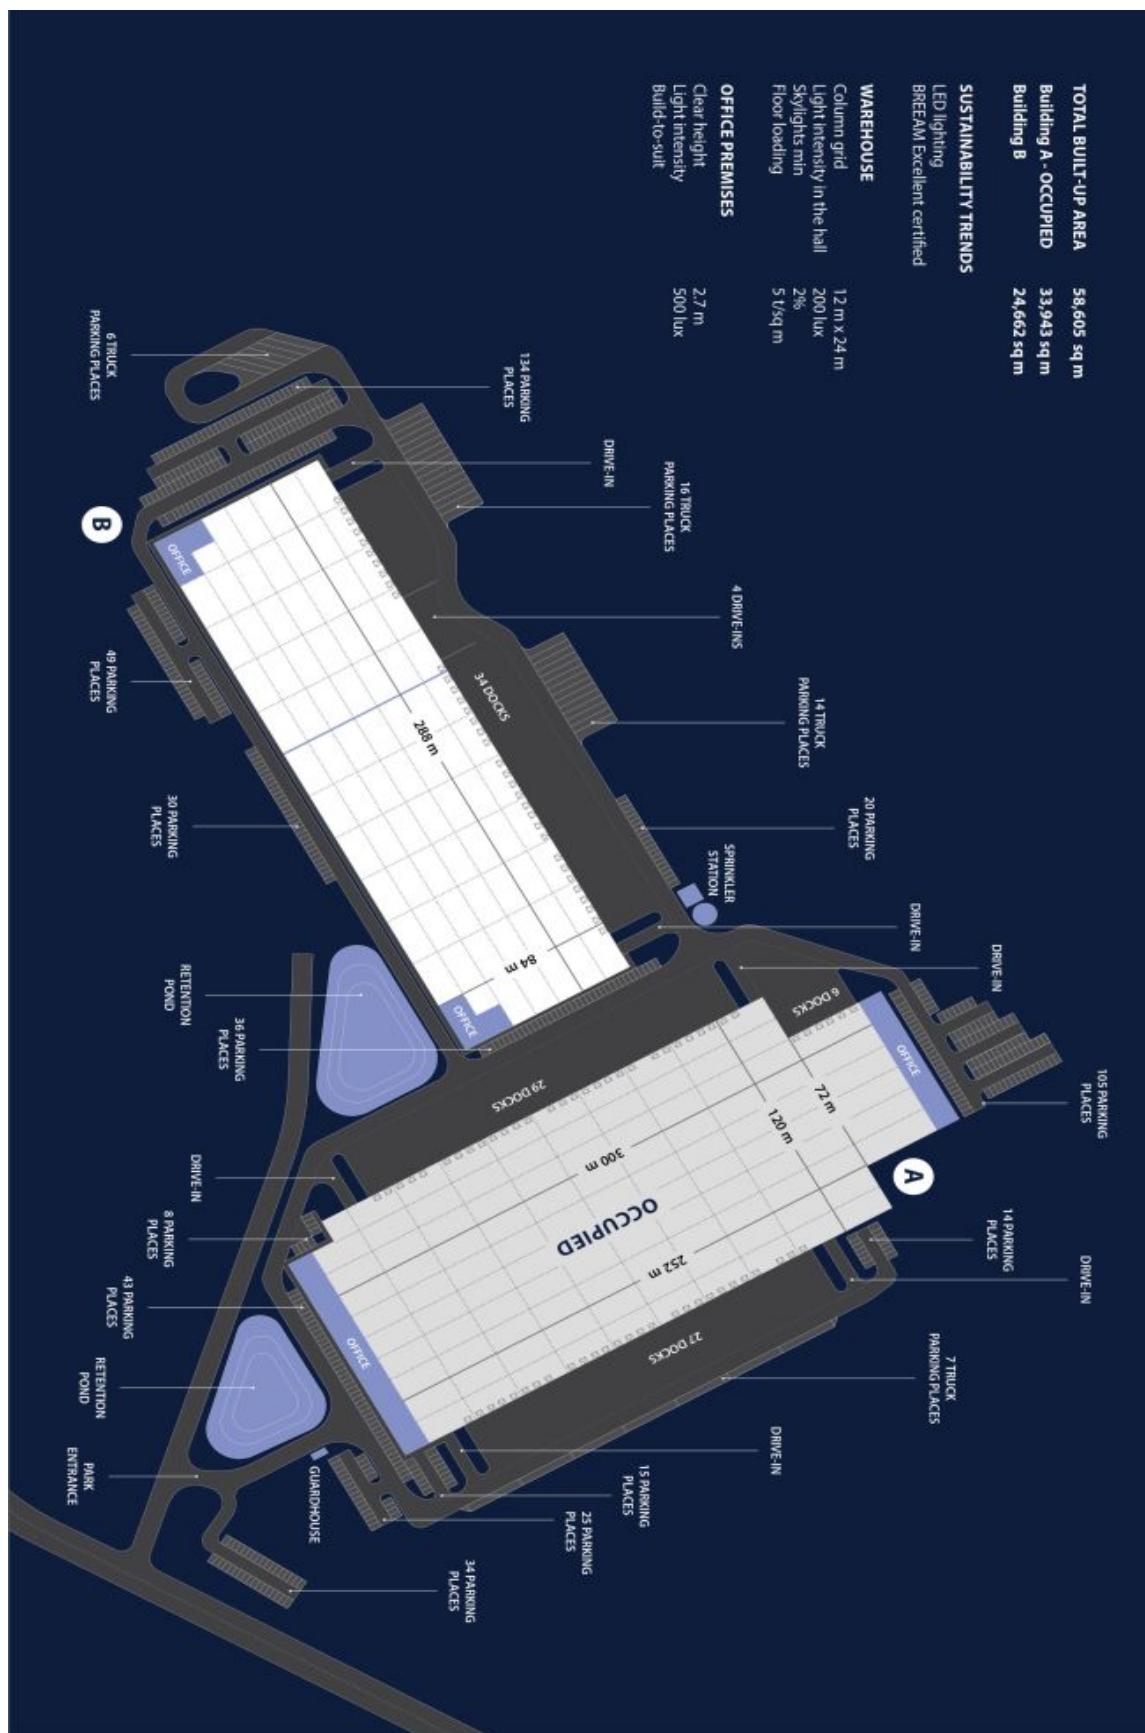 TOTAL BUILT-UP AREA 58,605 sq m
Building A - OCCUPIED 33,943 sq m
Building B 24,662 sq m
SUSTAINABILITY TRENDS
LED lighting
BREEAM Excellent certified
WAREHOUSE
Column grid 12 m x 24 m
Light intensity in the hall 200 lux
Skylights min 2%
Floor loading 5 t/sq m
OFFICE PREMISES
Clear height 2.7 m
Light intensity 500 lux
Build-to-suit
6 TRUCK
PARKING PLACES
134 PARKING
PLACES
DRIVE-IN
16 TRUCK
PARKING PLACES
4 DRIVE-INS
14 TRUCK
PARKING PLACES
20 PARKING
PLACES
SPRINKLER
STATION
DRIVE-IN
DRIVE-IN
105 PARKING
PLACES
B
OFFICE
34 DOCKS
288 m
84 m
OFFICE
49 PARKING
PLACES
30 PARKING
PLACES
RETENTION
POND
36 PARKING
PLACES
6 DOCKS
OFFICE
72 m
120 m
A
29 DOCKS
300 m
OCCUPIED
252 m
27 DOCKS
OFFICE
14 PARKING
PLACES
DRIVE-IN
7 TRUCK
PARKING PLACES
DRIVE-IN
DRIVE-IN
8 PARKING
PLACES
43 PARKING
PLACES
RETENTION
POND
PARK
ENTRANCE
GUARDHOUSE
15 PARKING
PLACES
25 PARKING
PLACES
34 PARKING
PLACES